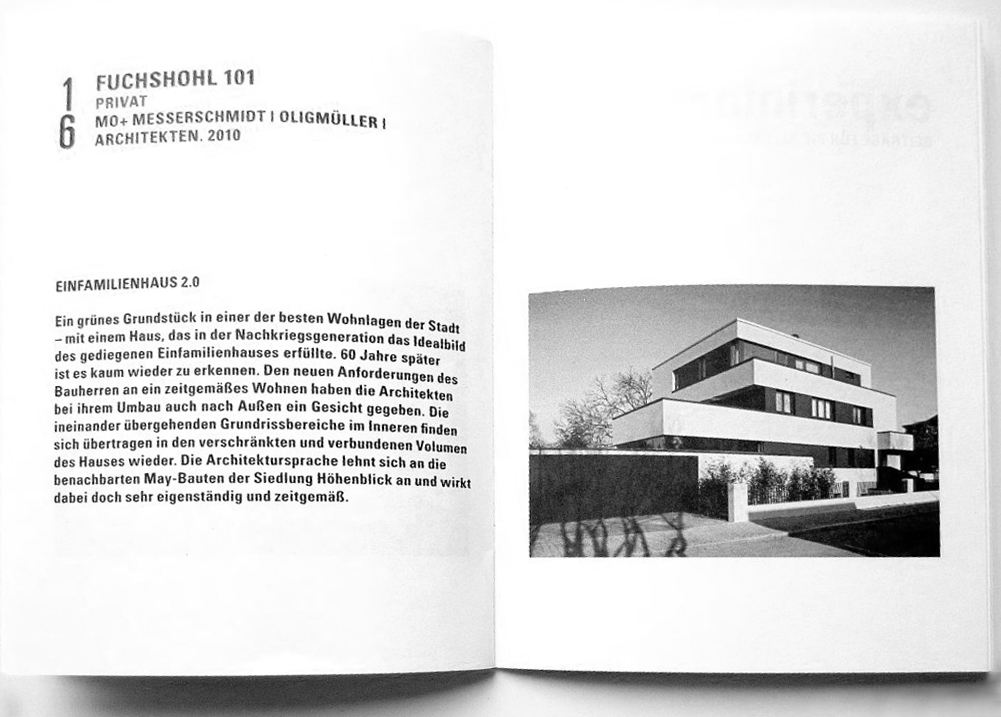 1
6
FUCHSHOHL 101
PRIVAT
MO+ MESSERSCHMIDT I OLIGMÜLLER I
ARCHITEKTEN. 2010
EINFAMILIENHAUS 2.0
Ein grünes Grundstück in einer der besten Wohnlagen der Stadt
– mit einem Haus, das in der Nachkriegsgeneration das Idealbild
des gediegenen Einfamilienhauses erfüllte. 60 Jahre später
ist es kaum wieder zu erkennen. Den neuen Anforderungen des
Bauherren an ein zeitgemäßes Wohnen haben die Architekten
bei ihrem Umbau auch nach Außen ein Gesicht gegeben. Die
ineinander übergehenden Grundrissbereiche im Inneren finden
sich übertragen in den verschränkten und verbundenen Volumen
des Hauses wieder. Die Architektursprache lehnt sich an die
benachbarten May-Bauten der Siedlung Höhenblick an und wirkt
dabei doch sehr eigenständig und zeitgemäß.